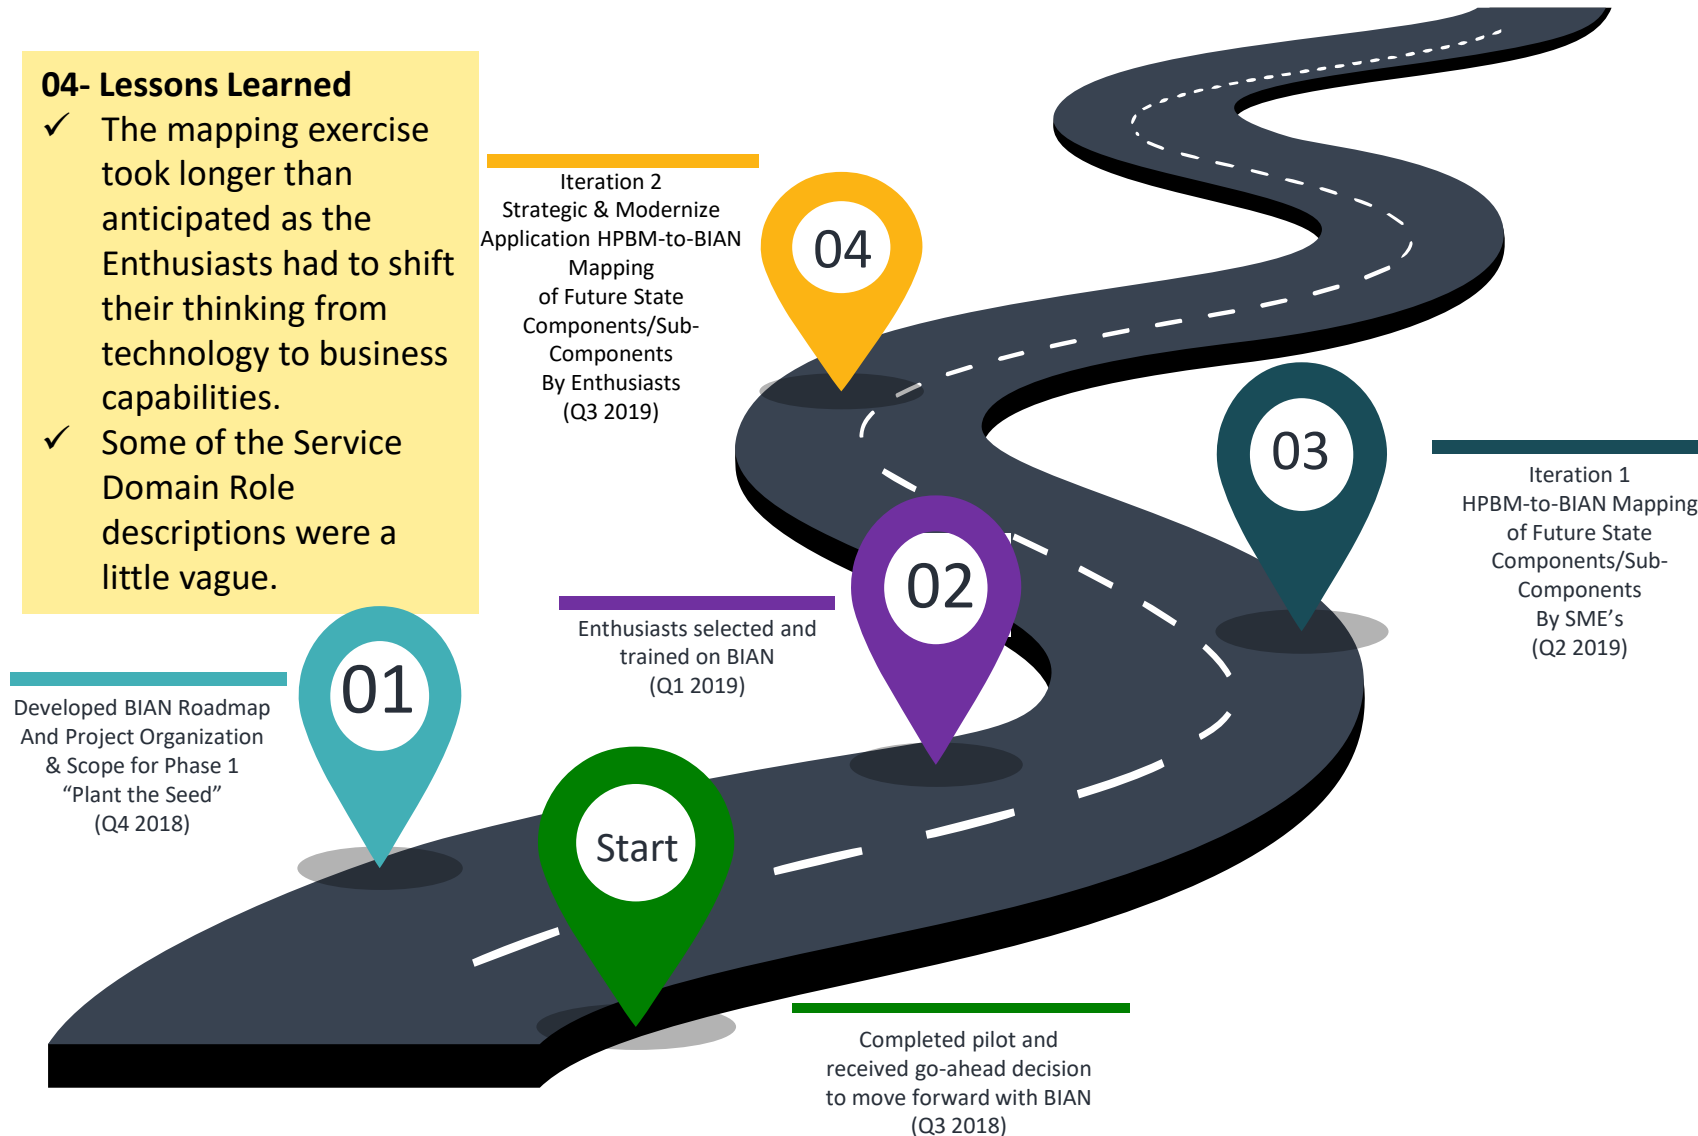 04- Lessons Learned
✓ The mapping exercise
took longer than
anticipated as the
Enthusiasts had to shift
their thinking from
technology to business
capabilities.
✓ Some of the Service
Domain Role
descriptions were a
little vague.
Iteration 2
Strategic & Modernize
Application HPBM-to-BIAN
Mapping
of Future State
Components/Sub-
Components
By Enthusiasts
(Q3 2019)
04
03
Iteration 1
HPBM-to-BIAN Mapping
of Future State
Components/Sub-
Components
By SME’s
(Q2 2019)
02
Enthusiasts selected and
trained on BIAN
(Q1 2019)
01
Developed BIAN Roadmap
And Project Organization
& Scope for Phase 1
“Plant the Seed”
(Q4 2018)
Start
Completed pilot and
received go-ahead decision
to move forward with BIAN
(Q3 2018)